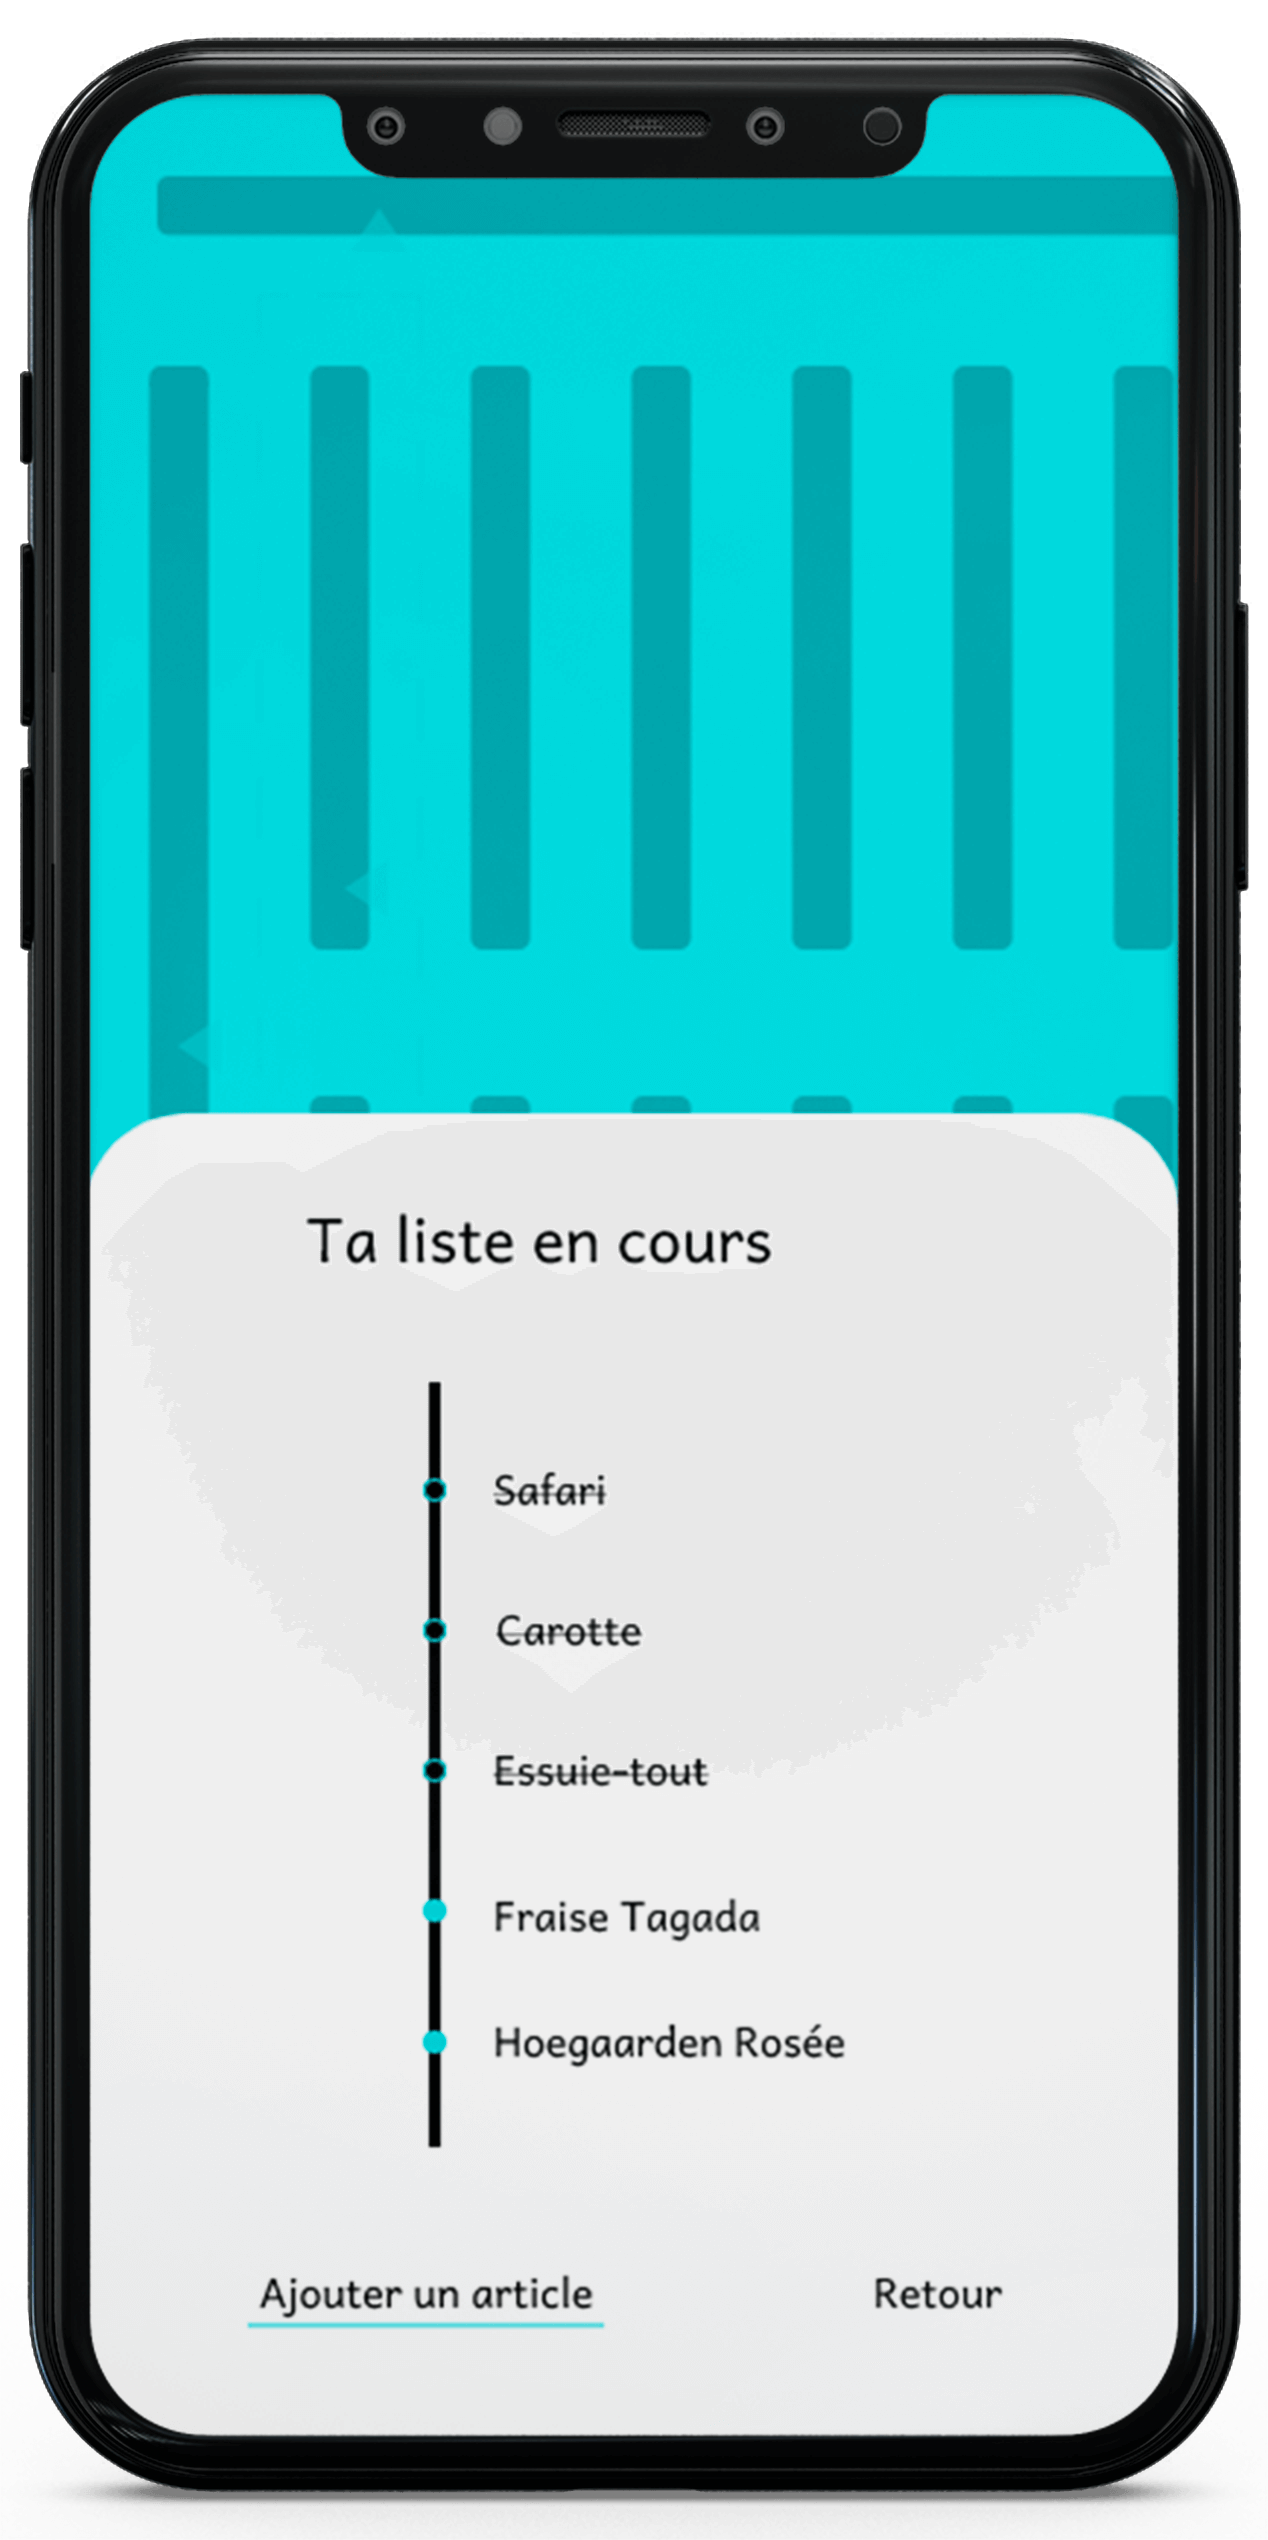 Ta liste en cours
Safari
Carotte
Essuie-tout
Fraise Tagada
Hoegaarden Rosée
Ajouter un article
Retour